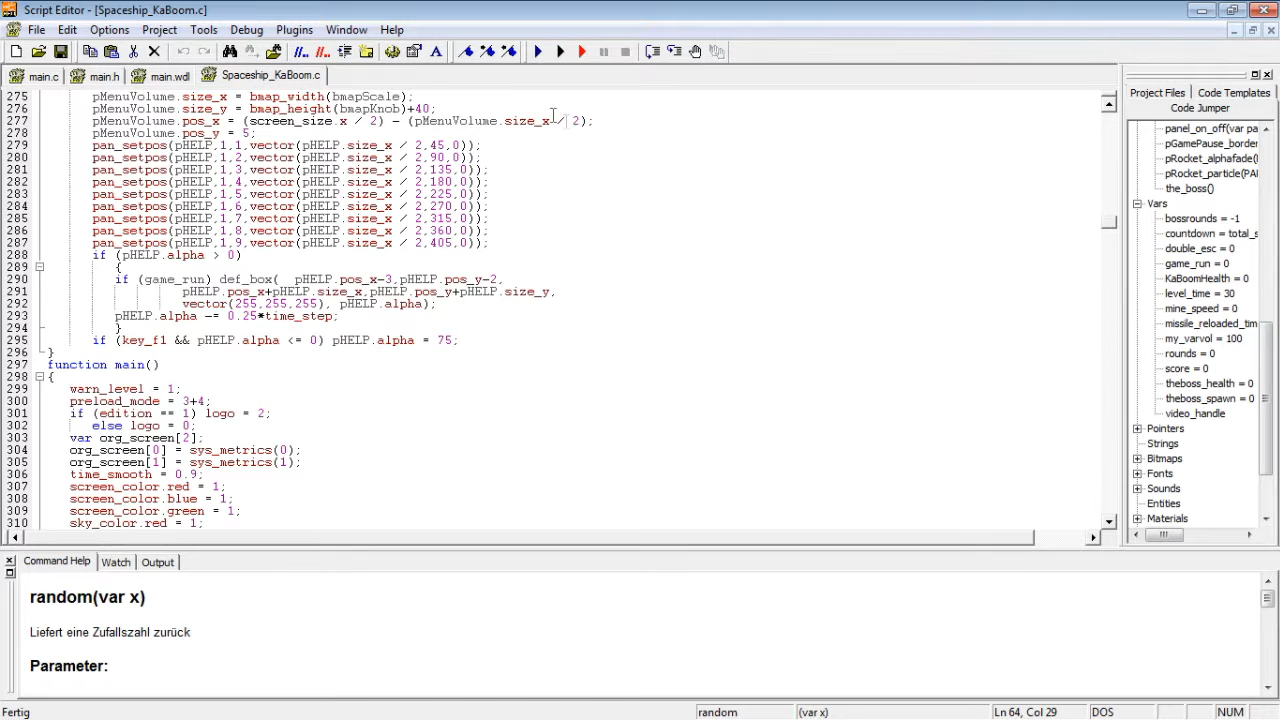 Script Editor - [Spaceship_KaBoom.c]
File Edit Options Project Tools Debug Plugins Window Help
main.c main.h main.wdl Spaceship_KaBoom.c
275 pMenuVolume.size_x = bmap_width(bmapScale);
276 pMenuVolume.size_y = bmap_height(bmapKnob)+40;
277 pMenuVolume.pos_x = (screen_size.x / 2) - (pMenuVolume.size_x / 2);
278 pMenuVolume.pos_y = 5;
279 pan_setpos(pHELP,1,1,vector(pHELP.size_x / 2,45,0));
280 pan_setpos(pHELP,1,2,vector(pHELP.size_x / 2,90,0));
281 pan_setpos(pHELP,1,3,vector(pHELP.size_x / 2,135,0));
282 pan_setpos(pHELP,1,4,vector(pHELP.size_x / 2,180,0));
283 pan_setpos(pHELP,1,5,vector(pHELP.size_x / 2,225,0));
284 pan_setpos(pHELP,1,6,vector(pHELP.size_x / 2,270,0));
285 pan_setpos(pHELP,1,7,vector(pHELP.size_x / 2,315,0));
286 pan_setpos(pHELP,1,8,vector(pHELP.size_x / 2,360,0));
287 pan_setpos(pHELP,1,9,vector(pHELP.size_x / 2,405,0));
288 if (pHELP.alpha > 0)
289 {
290 if (game_run) def_box( pHELP.pos_x-3,pHELP.pos_y-2,
291 pHELP.pos_x+pHELP.size_x,pHELP.pos_y+pHELP.size_y,
292 vector(255,255,255), pHELP.alpha);
293 pHELP.alpha -= 0.25*time_step;
294 }
295 if (key_f1 && pHELP.alpha <= 0) pHELP.alpha = 75;
296 }
297 function main()
298 {
299 warn_level = 1;
300 preload_mode = 3+4;
301 if (edition == 1) logo = 2;
302 else logo = 0;
303 var org_screen[2];
304 org_screen[0] = sys_metrics(0);
305 org_screen[1] = sys_metrics(1);
306 time_smooth = 0.9;
307 screen_color.red = 1;
308 screen_color.blue = 1;
309 screen_color.green = 1;
310 sky_color.red = 1;
Project Files Code Templates
Code Jumper
panel_on_off(var pa
pGamePause_border
pRocket_alphafade(
pRocket_particle(PA
the_boss()
Vars
bossrounds = -1
countdown = total_s
double_esc = 0
game_run = 0
KaBoomHealth = 0
level_time = 30
mine_speed = 0
missile_reloaded_tim
my_varvol = 100
rounds = 0
score = 0
theboss_health = 0
theboss_spawn = 0
video_handle
Pointers
Strings
Bitmaps
Fonts
Sounds
Entities
Materials
Command Help Watch Output
random(var x)
Liefert eine Zufallszahl zurück
Parameter:
Fertig random (var x) Ln 64, Col 29 DOS NUM